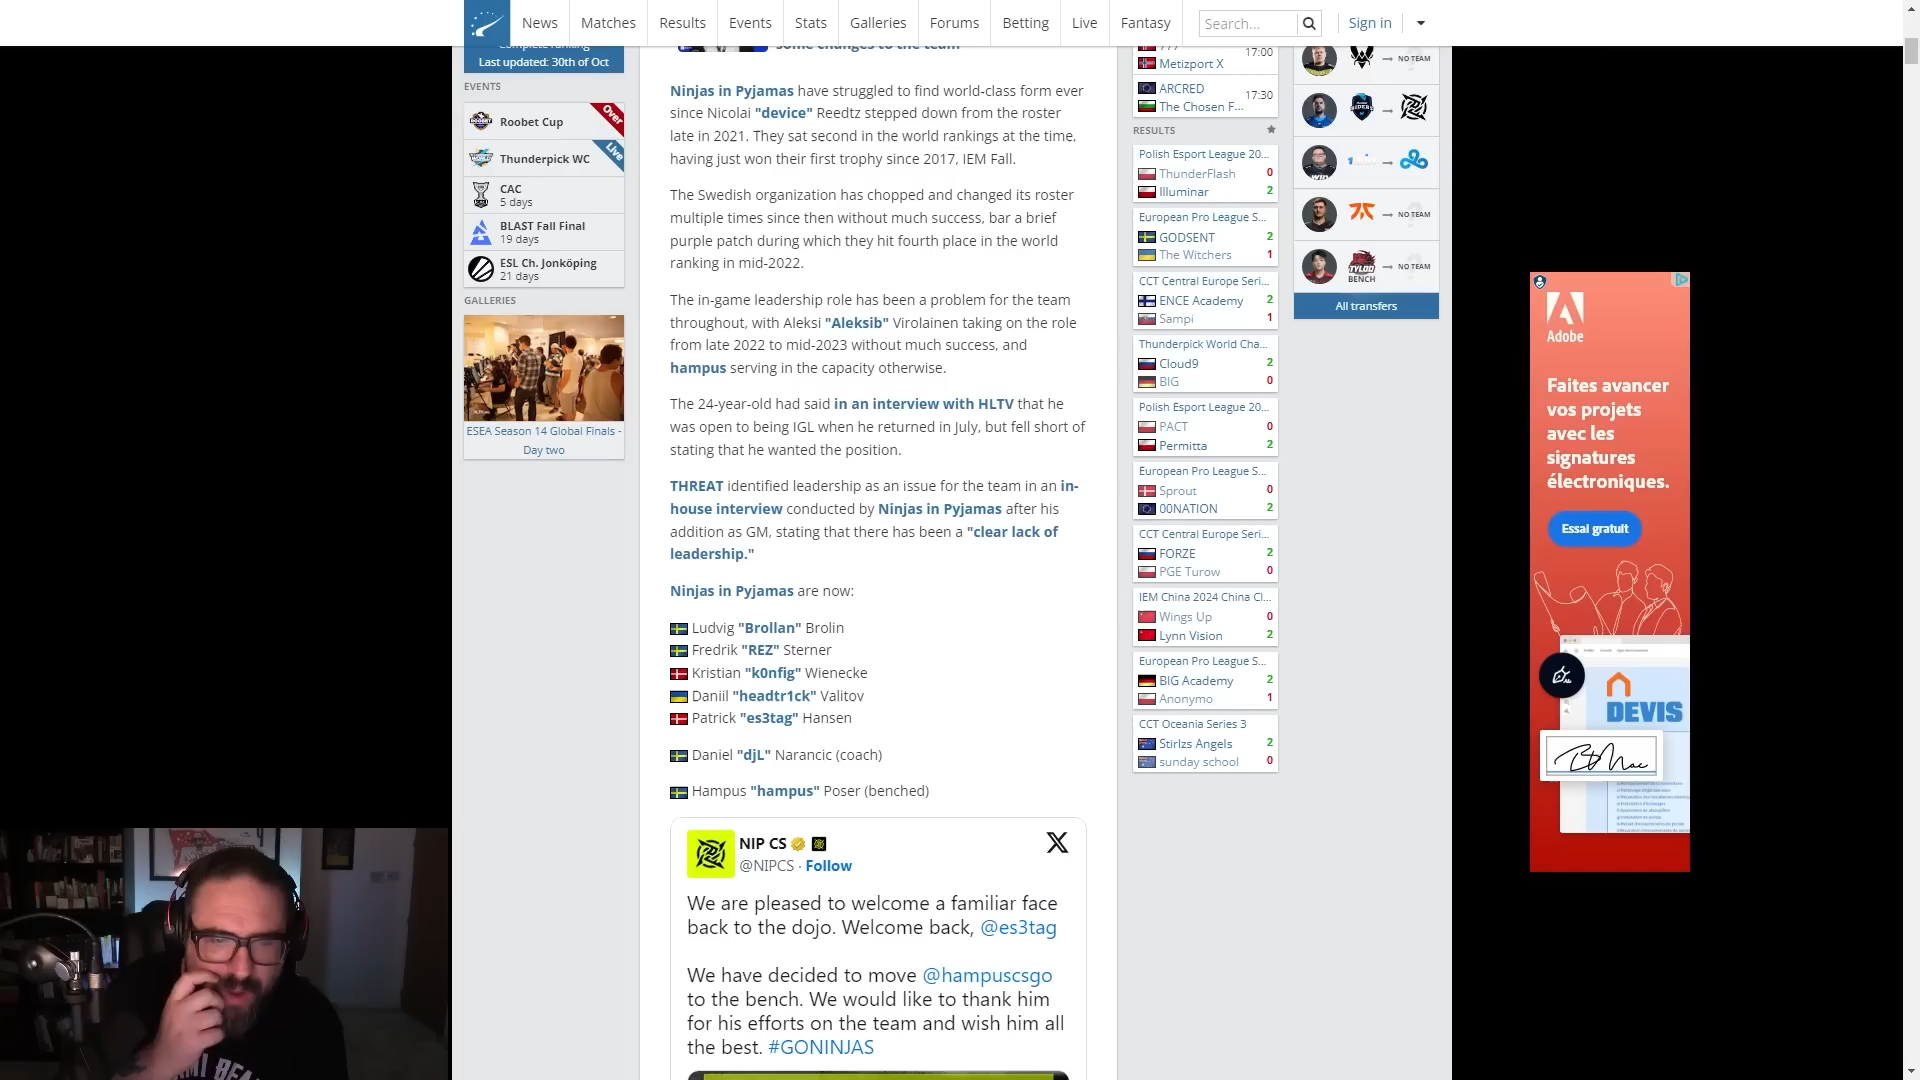 News
Matches
Results
Events
Stats
Galleries
Forums
Betting
Live
Fantasy
Search...
Sign in
Last updated: 30th of Oct
EVENTS
Roobet Cup
Over
Thunderpick WC
Live
CAC
5 days
BLAST Fall Final
19 days
ESL Ch. Jonköping
21 days
GALLERIES
ESEA Season 14 Global Finals -
Day two
some changes to the team
Ninjas in Pyjamas have struggled to find world-class form ever
since Nicolai "device" Reedtz stepped down from the roster
late in 2021. They sat second in the world rankings at the time,
having just won their first trophy since 2017, IEM Fall.
The Swedish organization has chopped and changed its roster
multiple times since then without much success, bar a brief
purple patch during which they hit fourth place in the world
ranking in mid-2022.
The in-game leadership role has been a problem for the team
throughout, with Aleksi "Aleksib" Virolainen taking on the role
from late 2022 to mid-2023 without much success, and
hampus serving in the capacity otherwise.
The 24-year-old had said in an interview with HLTV that he
was open to being IGL when he returned in July, but fell short of
stating that he wanted the position.
THREAT identified leadership as an issue for the team in an in-
house interview conducted by Ninjas in Pyjamas after his
addition as GM, stating that there has been a "clear lack of
leadership."
Ninjas in Pyjamas are now:
Ludvig "Brollan" Brolin
Fredrik "REZ" Sterner
Kristian "k0nfig" Wienecke
Daniil "headtr1ck" Valitov
Patrick "es3tag" Hansen
Daniel "djL" Narancic (coach)
Hampus "hampus" Poser (benched)
NIP CS
@NIPCS · Follow
We are pleased to welcome a familiar face
back to the dojo. Welcome back, @es3tag
We have decided to move @hampuscsgo
to the bench. We would like to thank him
for his efforts on the team and wish him all
the best. #GONINJAS
17:00
Metizport X
ARCRED
17:30
The Chosen F...
RESULTS
Polish Esport League 20...
ThunderFlash 0
Illuminar 2
European Pro League S...
GODSENT 2
The Witchers 1
CCT Central Europe Seri...
ENCE Academy 2
Sampi 1
Thunderpick World Cha...
Cloud9 2
BIG 0
Polish Esport League 20...
PACT 0
Permitta 2
European Pro League S...
Sprout 0
00NATION 2
CCT Central Europe Seri...
FORZE 2
PGE Turow 0
IEM China 2024 China Cl...
Wings Up 0
Lynn Vision 2
European Pro League S...
BIG Academy 2
Anonymo 1
CCT Oceania Series 3
Stirlzs Angels 2
sunday school 0
NO TEAM
NO TEAM
TYLOO
BENCH
NO TEAM
All transfers
Adobe
Faites avancer
vos projets
avec les
signatures
électroniques.
Essai gratuit
DEVIS